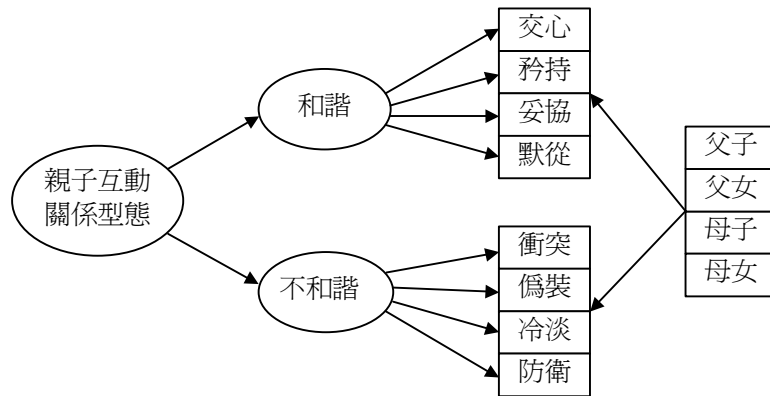 親子互動
關係型態
和諧
不和諧
交心
矜持
妥協
默從
衝突
偽裝
冷淡
防衛
父子
父女
母子
母女